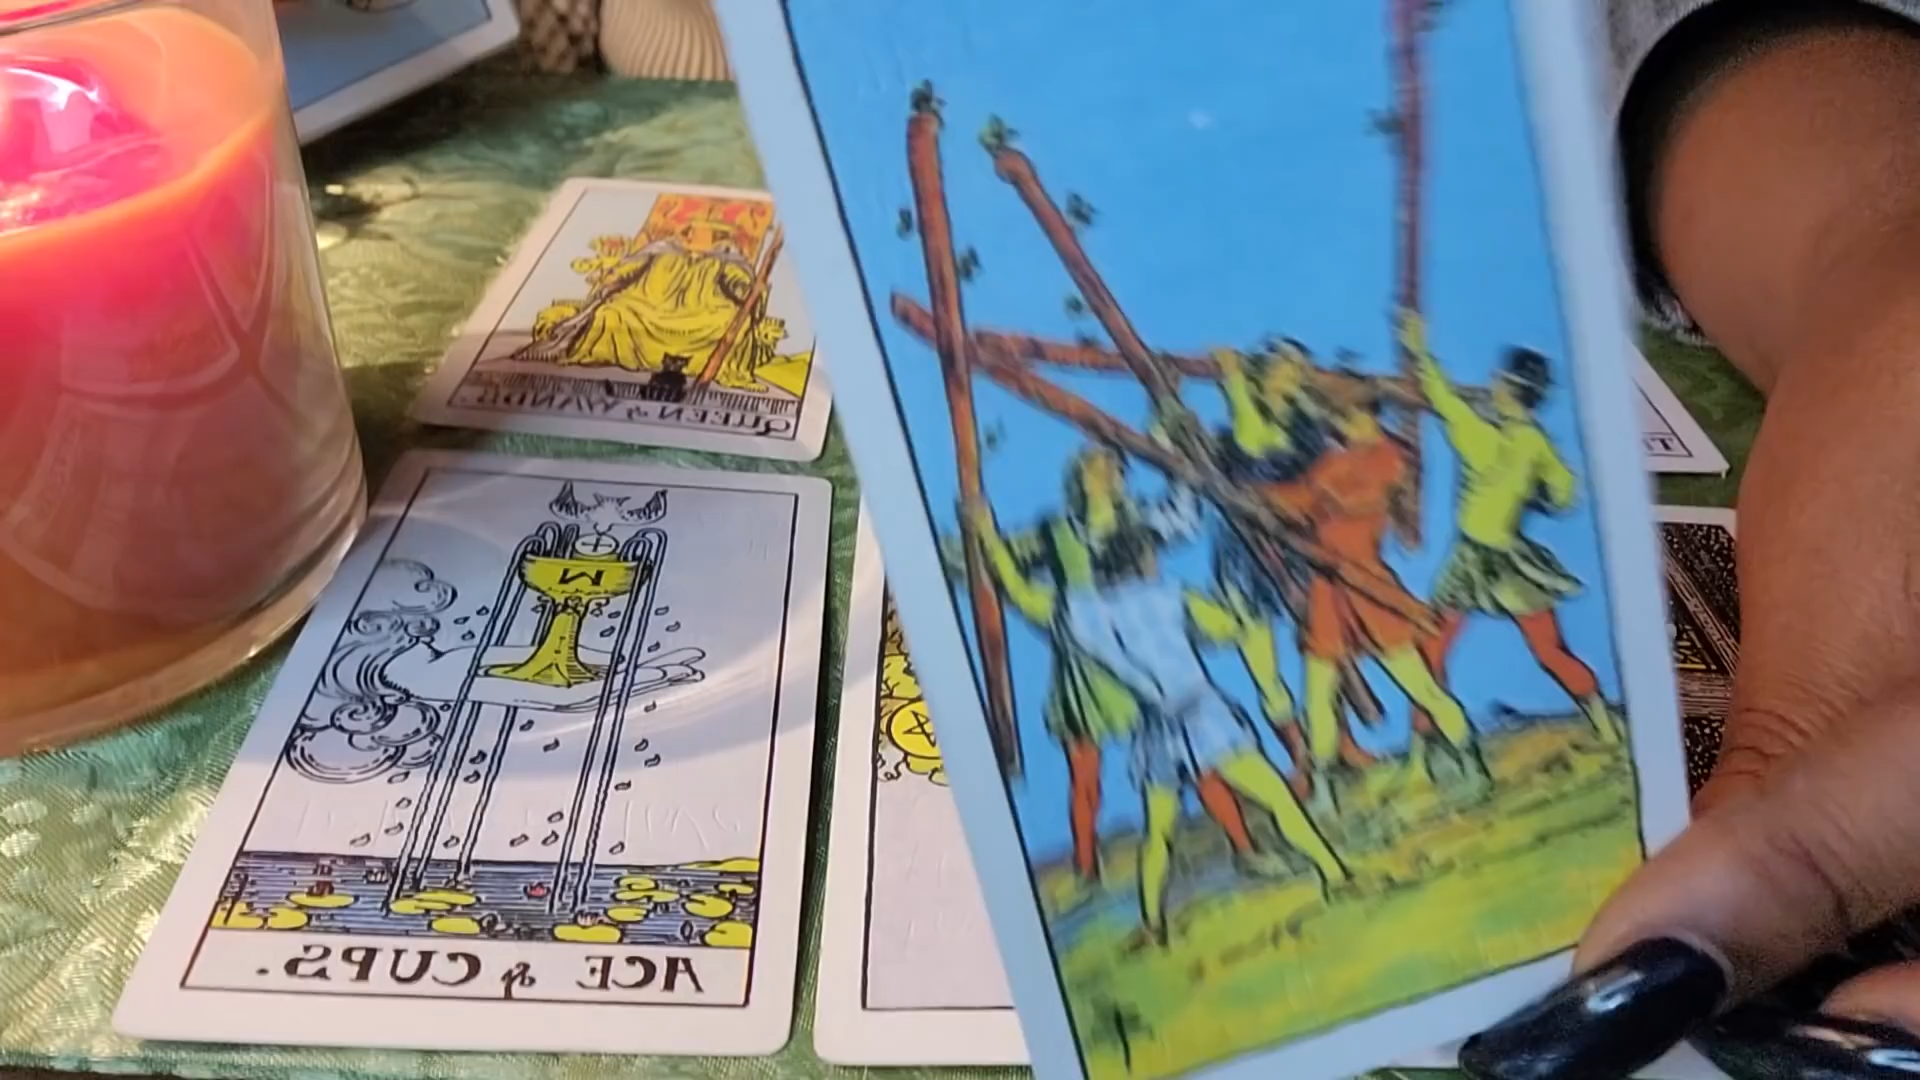 QUEEN of WANDS.
W
ACE of CUPS.